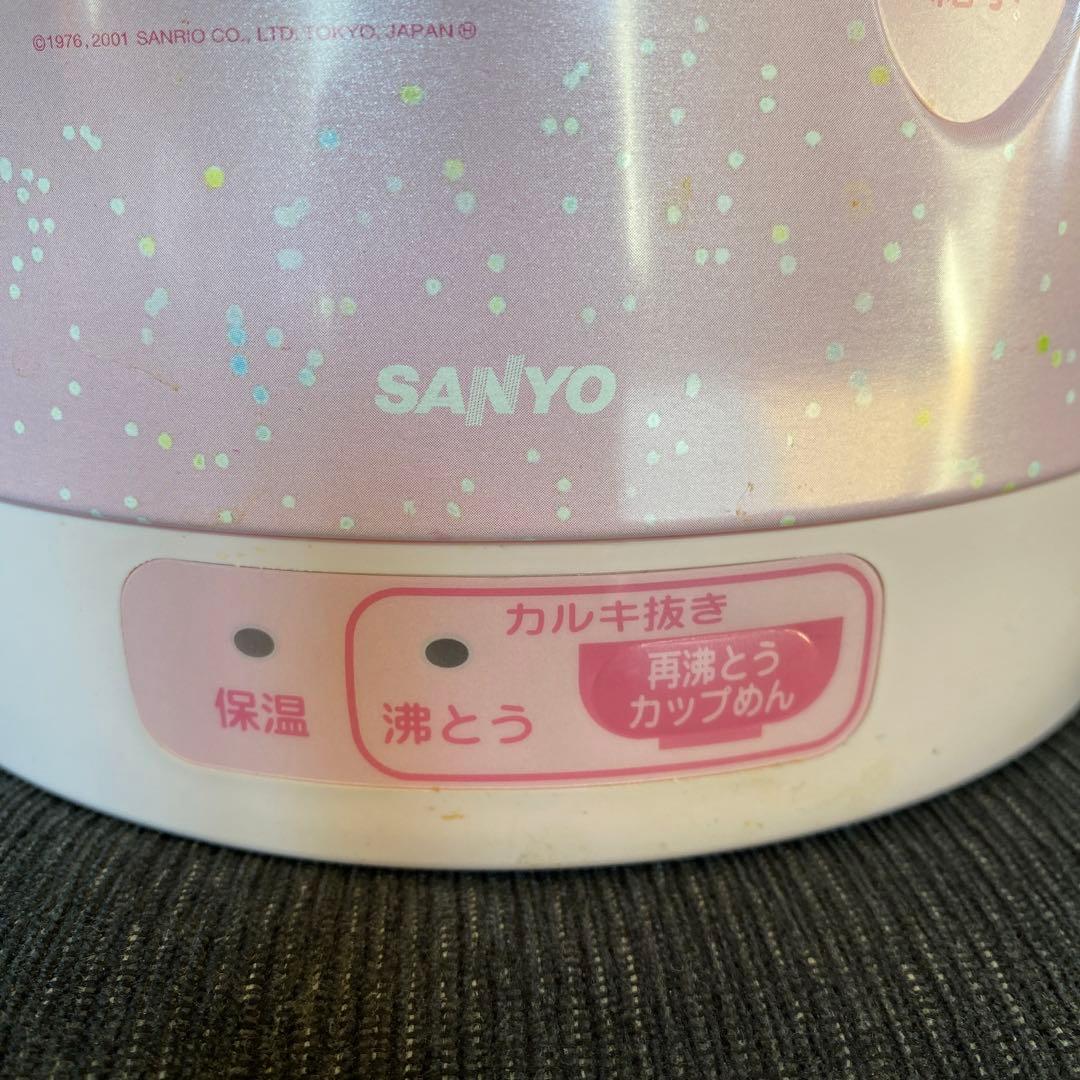 ©1976,2001 SANRIO CO., LTD. TOKYO, JAPAN Ⓗ
SANYO
カルキ抜き
再沸とう
カップめん
保温
沸とう